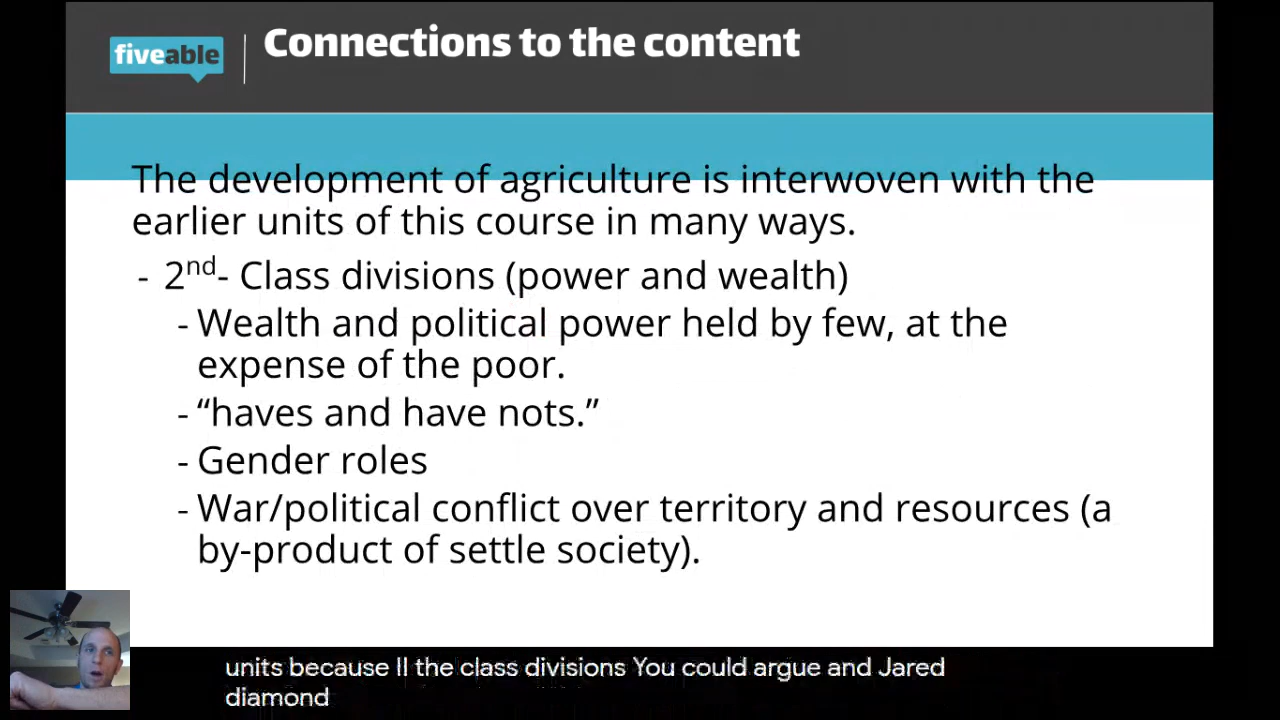 fiveable
Connections to the content
The development of agriculture is interwoven with the
earlier units of this course in many ways.
- 2nd- Class divisions (power and wealth)
- Wealth and political power held by few, at the
expense of the poor.
- “haves and have nots.”
- Gender roles
- War/political conflict over territory and resources (a
by-product of settle society).
units because II the class divisions You could argue and Jared
diamond